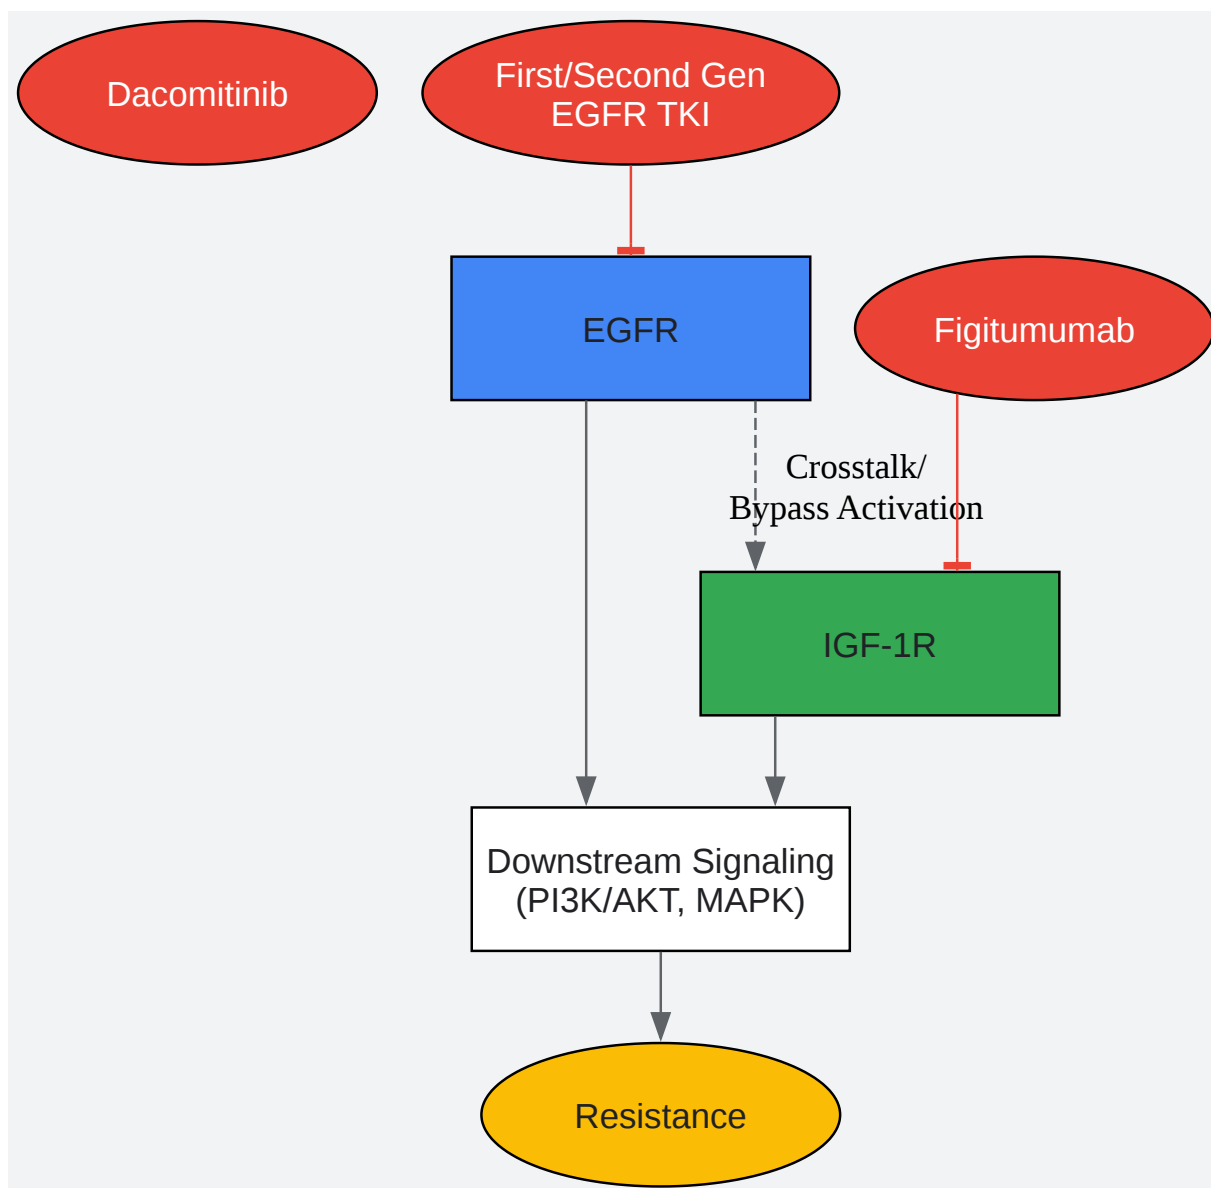 Dacomitinib
First/Second Gen
EGFR TKI
EGFR
Figitumumab
Crosstalk/
Bypass Activation
IGF-1R
Downstream Signaling
(PI3K/AKT, MAPK)
Resistance